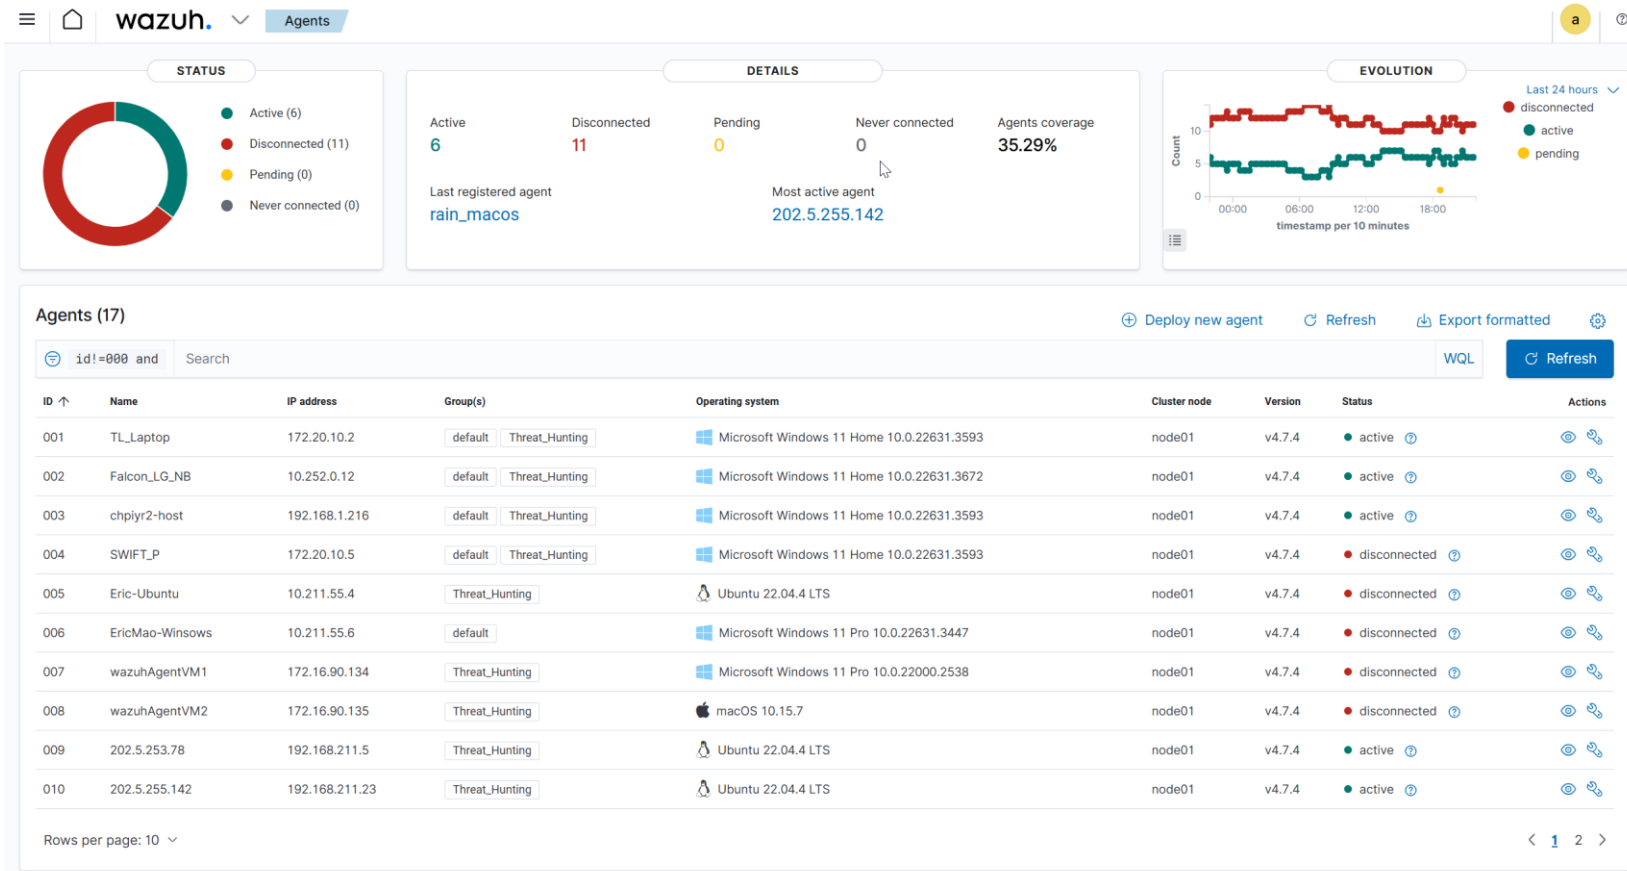 wazuh. Agents a
STATUS
Active (6)
Disconnected (11)
Pending (0)
Never connected (0)
DETAILS
Active Disconnected Pending Never connected Agents coverage
6 11 0 0 35.29%
Last registered agent Most active agent
rain_macos 202.5.255.142
EVOLUTION
Last 24 hours
disconnected
active
pending
Count
10
5
0
00:00 06:00 12:00 18:00
timestamp per 10 minutes
Agents (17) Deploy new agent Refresh Export formatted
id!=000 and Search WQL Refresh
ID Name IP address Group(s) Operating system Cluster node Version Status Actions
001 TL_Laptop 172.20.10.2 default Threat_Hunting Microsoft Windows 11 Home 10.0.22631.3593 node01 v4.7.4 active
002 Falcon_LG_NB 10.252.0.12 default Threat_Hunting Microsoft Windows 11 Home 10.0.22631.3672 node01 v4.7.4 active
003 chpiyr2-host 192.168.1.216 default Threat_Hunting Microsoft Windows 11 Home 10.0.22631.3593 node01 v4.7.4 active
004 SWIFT_P 172.20.10.5 default Threat_Hunting Microsoft Windows 11 Home 10.0.22631.3593 node01 v4.7.4 disconnected
005 Eric-Ubuntu 10.211.55.4 Threat_Hunting Ubuntu 22.04.4 LTS node01 v4.7.4 disconnected
006 EricMao-Winsows 10.211.55.6 default Microsoft Windows 11 Pro 10.0.22631.3447 node01 v4.7.4 disconnected
007 wazuhAgentVM1 172.16.90.134 Threat_Hunting Microsoft Windows 11 Pro 10.0.22000.2538 node01 v4.7.4 disconnected
008 wazuhAgentVM2 172.16.90.135 Threat_Hunting macOS 10.15.7 node01 v4.7.4 disconnected
009 202.5.253.78 192.168.211.5 Threat_Hunting Ubuntu 22.04.4 LTS node01 v4.7.4 active
010 202.5.255.142 192.168.211.23 Threat_Hunting Ubuntu 22.04.4 LTS node01 v4.7.4 active
Rows per page: 10 1 2